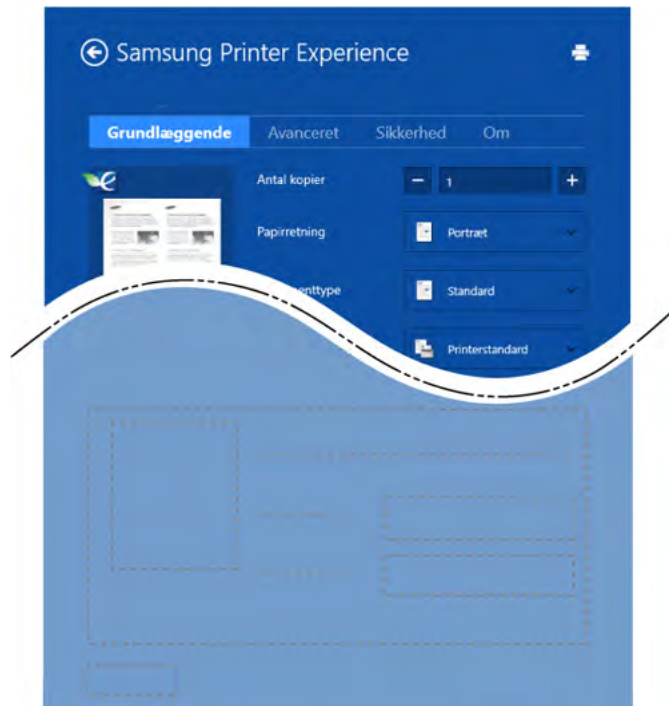 Samsung Printer Experience
Grundlæggende Avanceret Sikkerhed Om
Antal kopier 1
Papirretning Portræt
Standard
Printerstandard